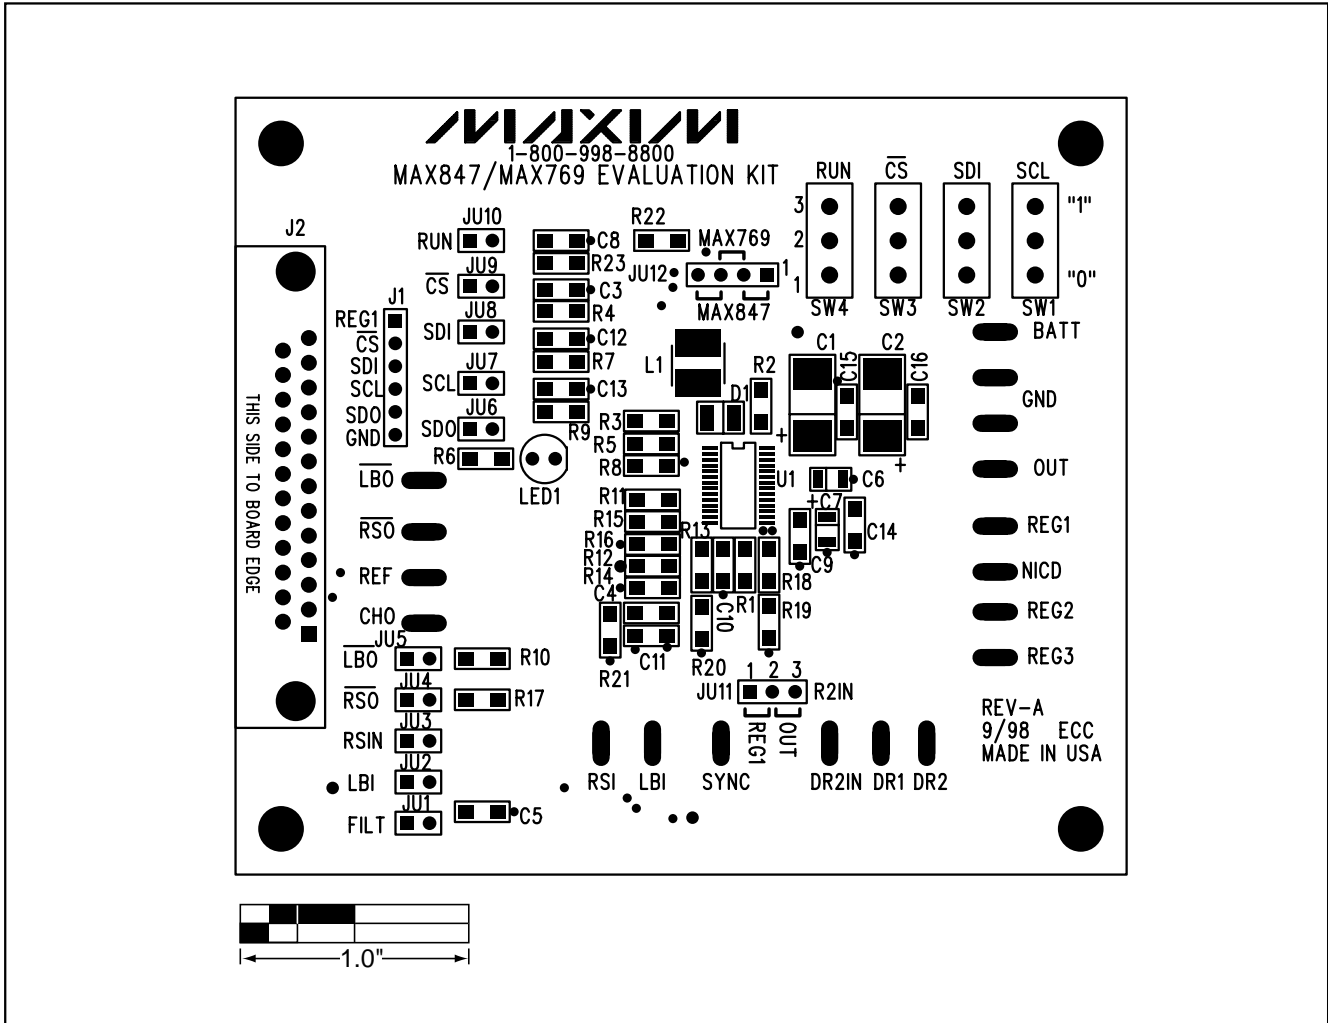 MAXIM
1-800-998-8800
MAX847/MAX769 EVALUATION KIT
RUN CS SDI SCL
3 "1"
2
1 "0"
SW4 SW3 SW2 SW1
J2
JU10
RUN
JU9
CS
JU8
SDI
JU7
SCL
JU6
SDO
R6
J1
REG1
CS
SDI
SCL
SDO
GND
THIS SIDE TO BOARD EDGE
C8
R23
C3
R4
C12
R7
C13
R9
LED1
R22
MAX769
JU12 1
MAX847
L1
D1
R2
C1 C15 C2 C16
+
+
R3
R5
R8
R11
R15
R16
R12
R14
C4
C11
R21
U1
C6
+C7
C14
C9
R13
R1
R18
C10
R19
R20
JU11 1 2 3 R2IN
REG1 OUT
BATT
GND
OUT
REG1
NICD
REG2
REG3
LBO
RSO
REF
CHO
JU5
LBO R10
JU4
RSO R17
JU3
RSIN
JU2
LBI
JU1
FILT C5
RSI LBI SYNC DR2IN DR1 DR2
REV-A
9/98 ECC
MADE IN USA
1.0"